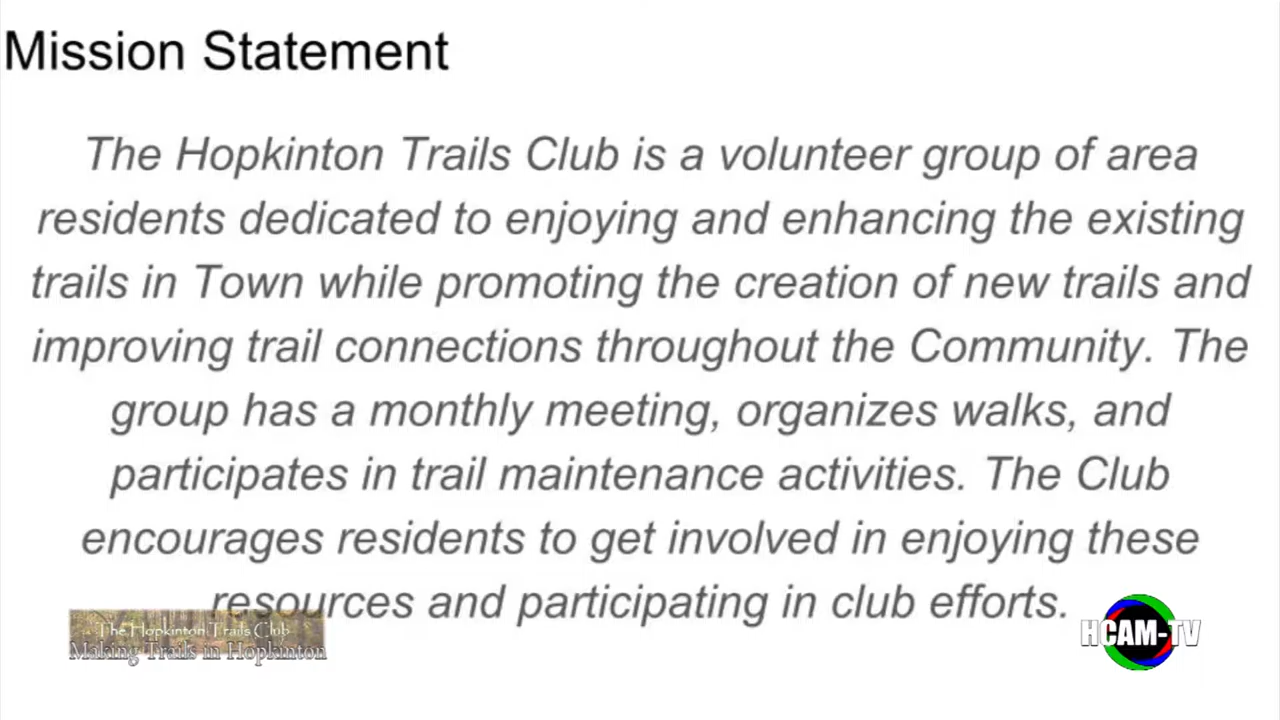 Mission Statement
The Hopkinton Trails Club is a volunteer group of area
residents dedicated to enjoying and enhancing the existing
trails in Town while promoting the creation of new trails and
improving trail connections throughout the Community. The
group has a monthly meeting, organizes walks, and
participates in trail maintenance activities. The Club
encourages residents to get involved in enjoying these
resources and participating in club efforts.
The Hopkinton Trails Club
Making Trails in Hopkinton
HCAM-TV